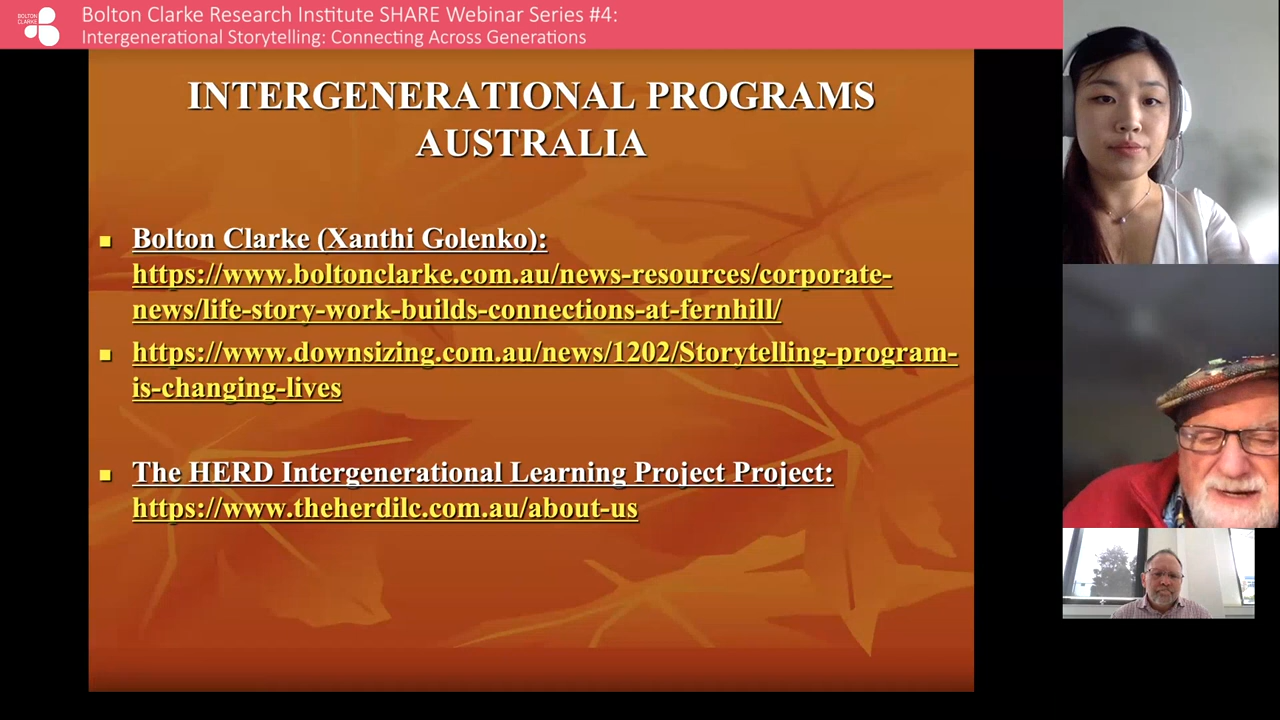 BOLTON
CLARKE
Bolton Clarke Research Institute SHARE Webinar Series #4:
Intergenerational Storytelling: Connecting Across Generations
INTERGENERATIONAL PROGRAMS
AUSTRALIA
Bolton Clarke (Xanthi Golenko):
https://www.boltonclarke.com.au/news-resources/corporate-
news/life-story-work-builds-connections-at-fernhill/
https://www.downsizing.com.au/news/1202/Storytelling-program-
is-changing-lives
The HERD Intergenerational Learning Project Project:
https://www.theherdilc.com.au/about-us